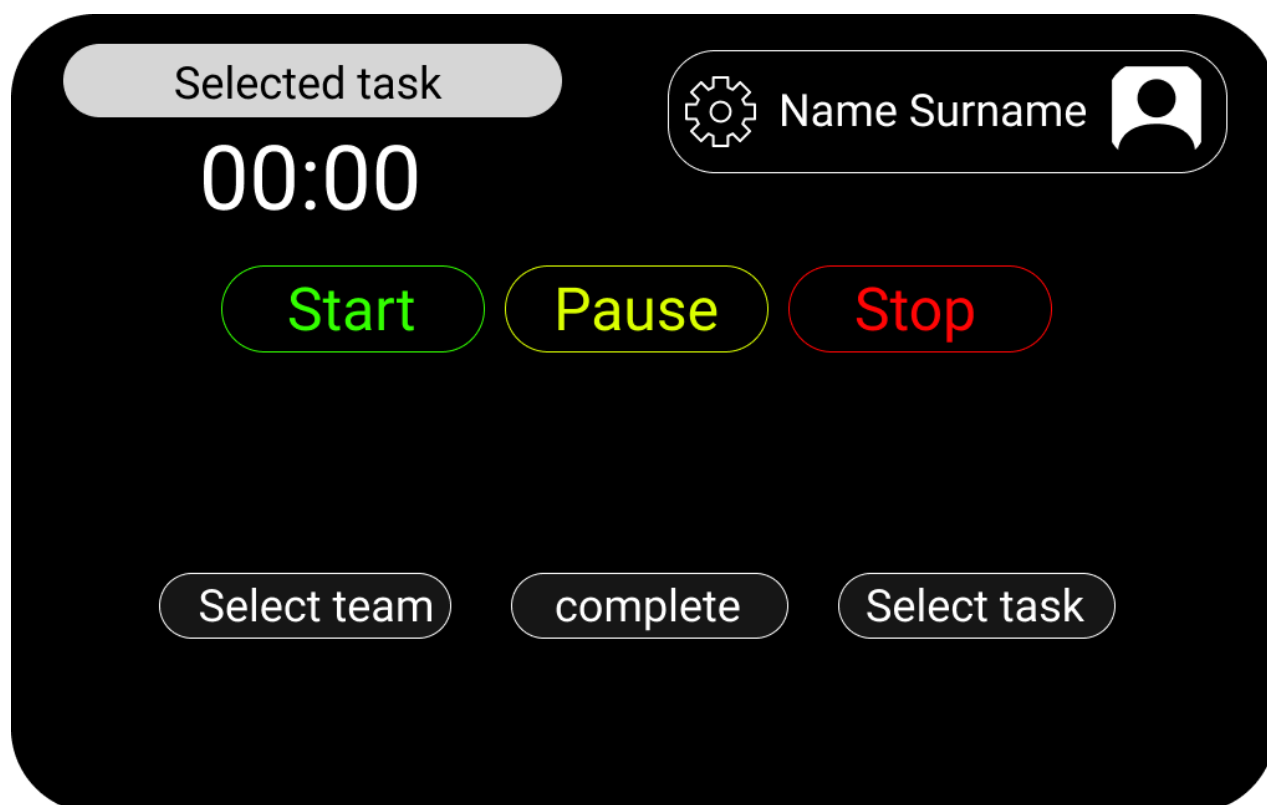 Selected task
Name Surname
00:00
Start
Pause
Stop
Select team
complete
Select task